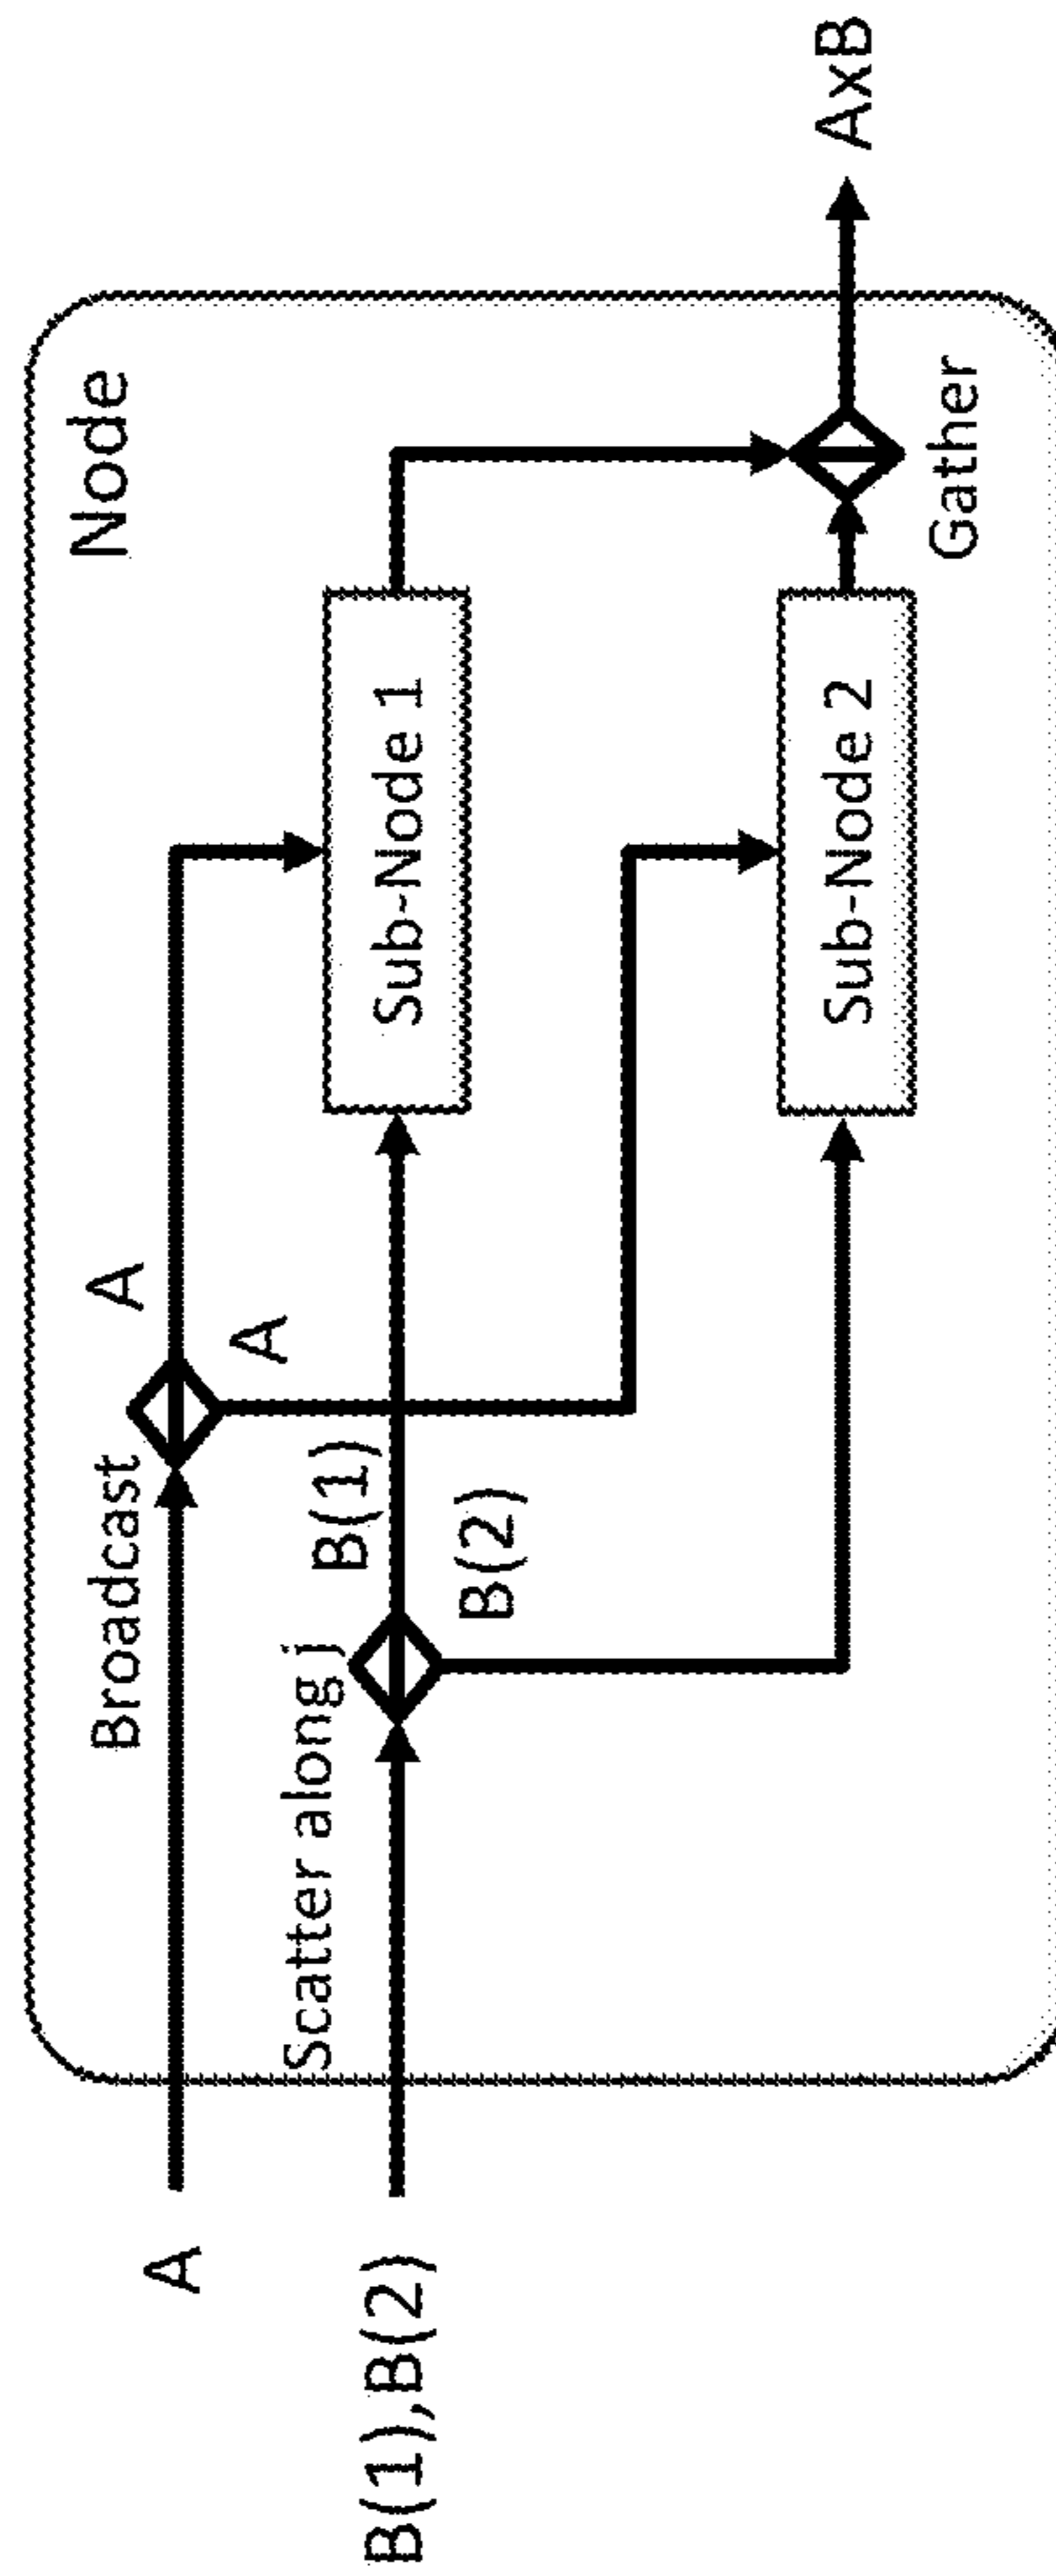 Node
Broadcast
A
A
A
Scatter along j
B(1)
B(1),B(2)
B(2)
Sub-Node 1
Sub-Node 2
AxB
Gather